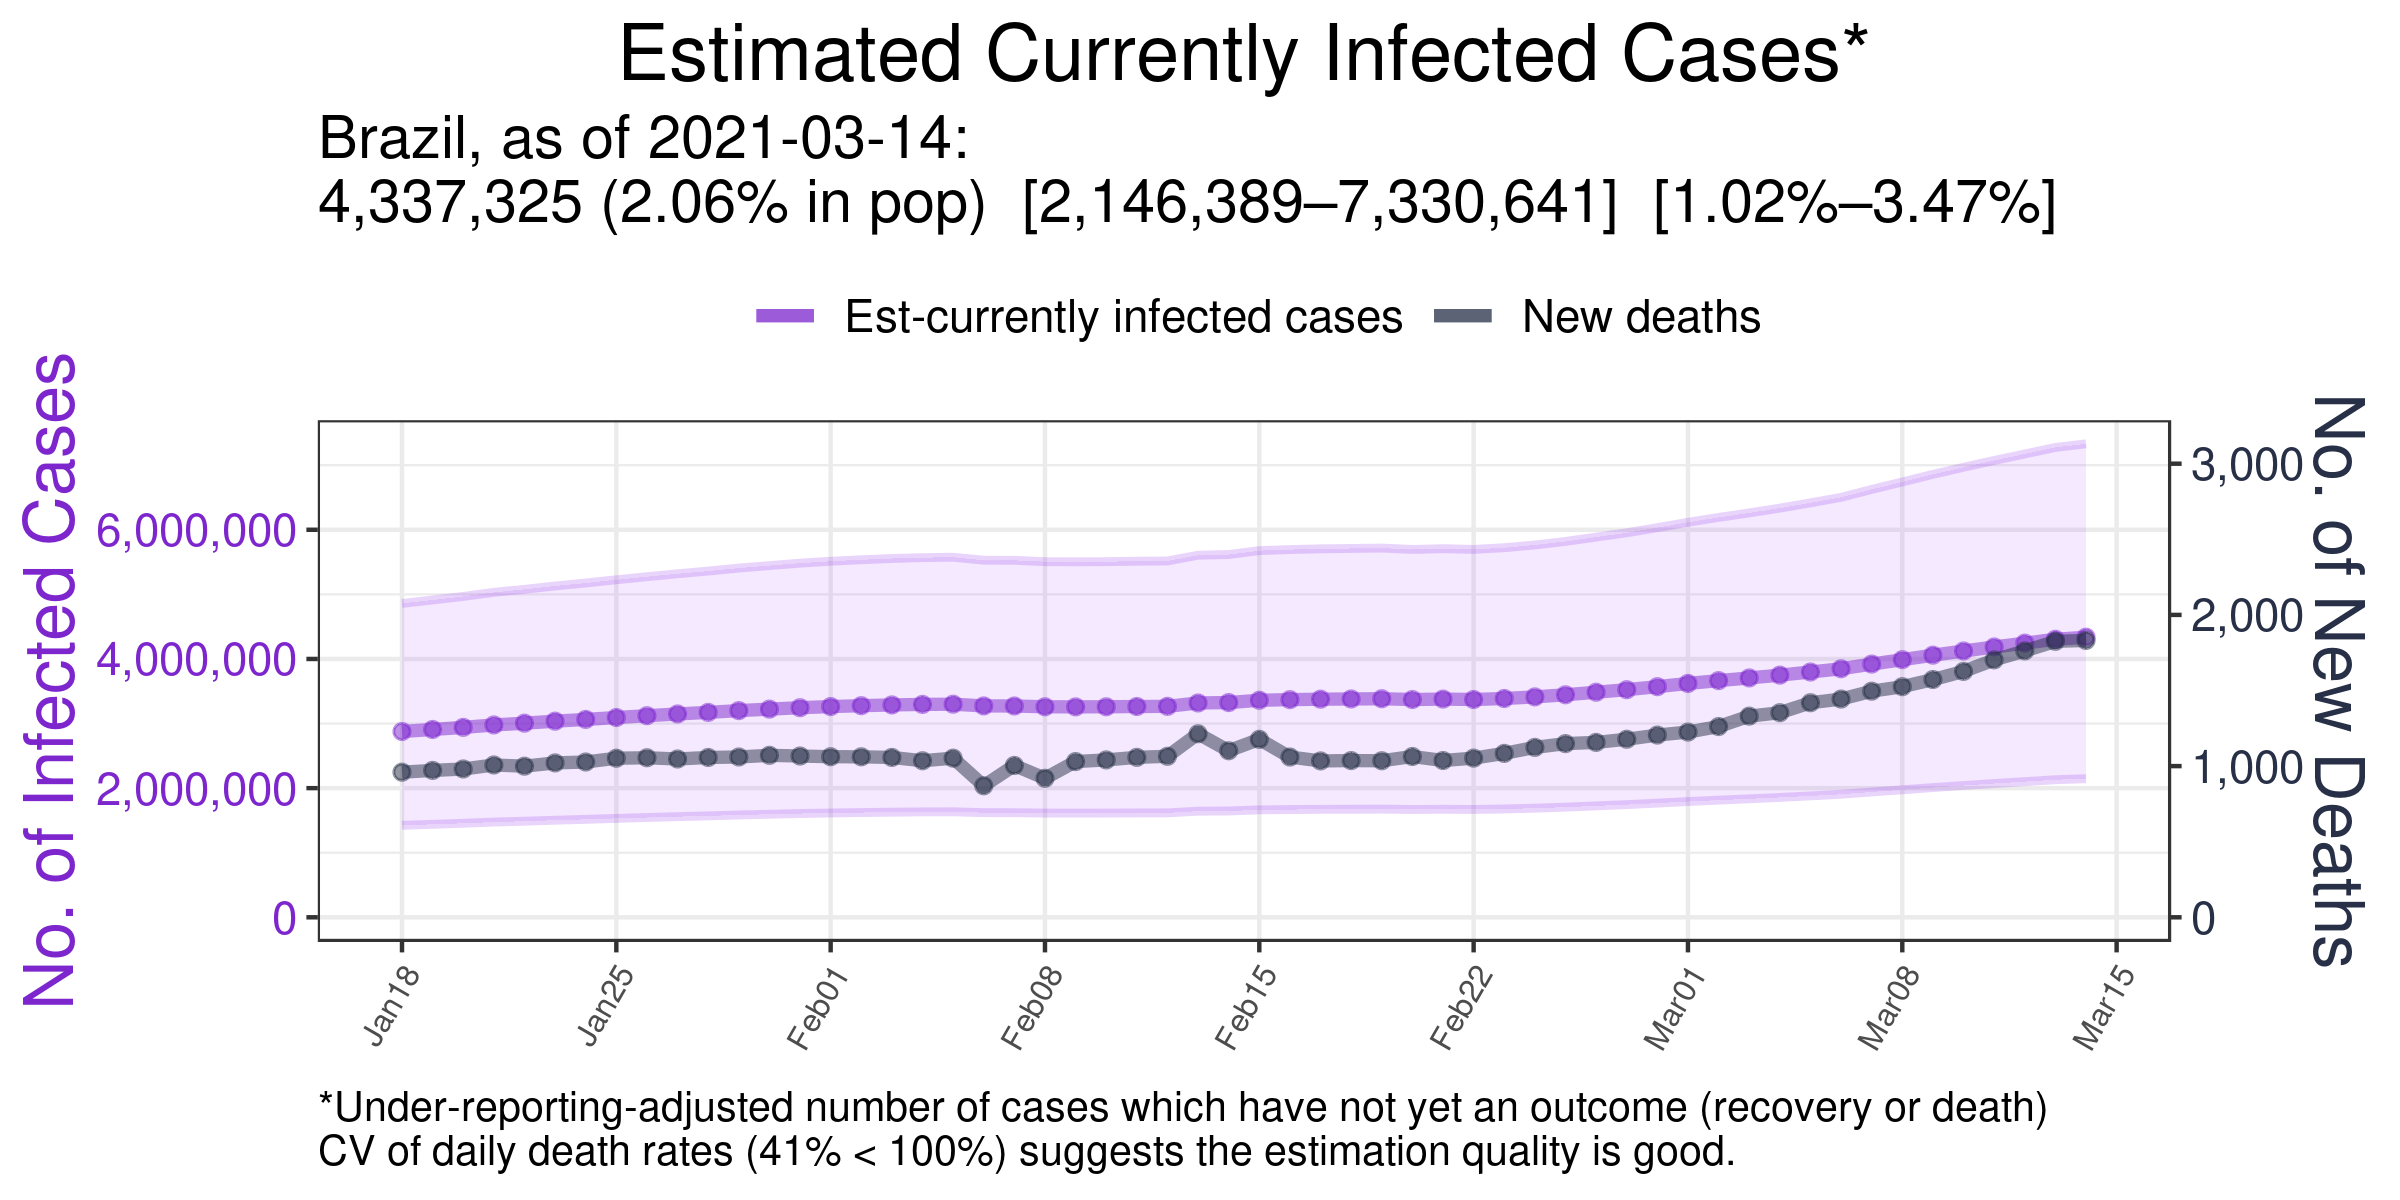 Estimated Currently Infected Cases*
Brazil, as of 2021-03-14:
4,337,325 (2.06% in pop) [2,146,389–7,330,641] [1.02%–3.47%]
Est-currently infected cases
New deaths
No. of Infected Cases
6,000,000
4,000,000
2,000,000
0
3,000
2,000
1,000
0
No. of New Deaths
Jan18
Jan25
Feb01
Feb08
Feb15
Feb22
Mar01
Mar08
Mar15
*Under-reporting-adjusted number of cases which have not yet an outcome (recovery or death)
CV of daily death rates (41% < 100%) suggests the estimation quality is good.